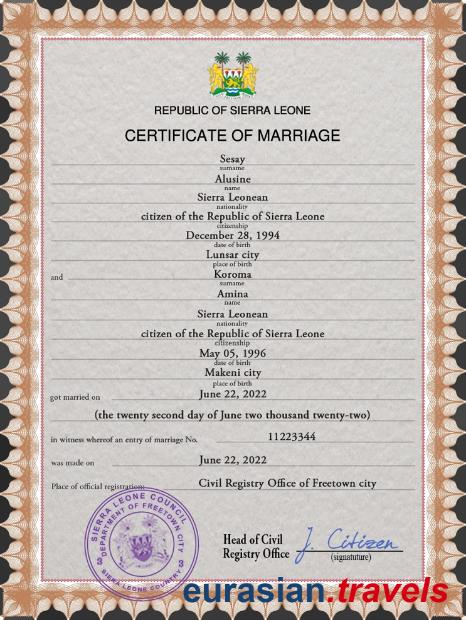 REPUBLIC OF SIERRA LEONE
CERTIFICATE OF MARRIAGE
Sesay
surname
Alusine
name
Sierra Leonean
nationality
citizen of the Republic of Sierra Leone
citizenship
December 28, 1994
date of birth
Lunsar city
place of birth
and Koroma
surname
Amina
name
Sierra Leonean
nationality
citizen of the Republic of Sierra Leone
citizenship
May 05, 1996
date of birth
Makeni city
place of birth
got married on June 22, 2022
(the twenty second day of June two thousand twenty-two)
in witness whereof an entry of marriage No. 11223344
was made on June 22, 2022
Place of official registration: Civil Registry Office of Freetown city
SIERRA LEONE COUNCIL
DEPARTMENT OF FREETOWN CITY
SIERRA LEONE COUNTRY
Head of Civil
Registry Office
J. Citizen
(signatuture)
eurasian.travels